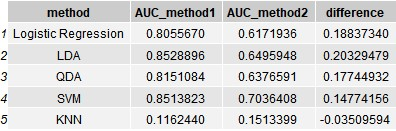 method AUC_method1 AUC_method2 difference
1 Logistic Regression 0.8055670 0.6171936 0.18837340
2 LDA 0.8528896 0.6495948 0.20329479
3 QDA 0.8151084 0.6376591 0.17744932
4 SVM 0.8513823 0.7036408 0.14774156
5 KNN 0.1162440 0.1513399 -0.03509594